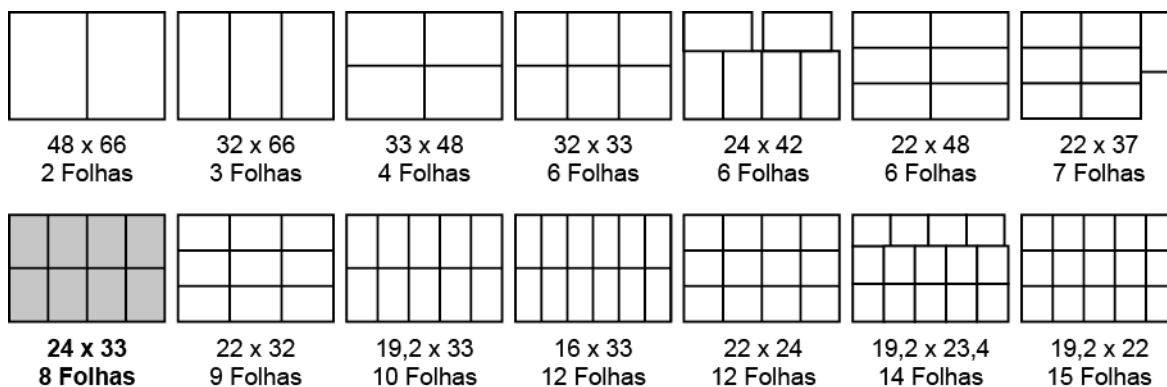 48 x 66
2 Folhas
32 x 66
3 Folhas
33 x 48
4 Folhas
32 x 33
6 Folhas
24 x 42
6 Folhas
22 x 48
6 Folhas
22 x 37
7 Folhas
24 x 33
8 Folhas
22 x 32
9 Folhas
19,2 x 33
10 Folhas
16 x 33
12 Folhas
22 x 24
12 Folhas
19,2 x 23,4
14 Folhas
19,2 x 22
15 Folhas